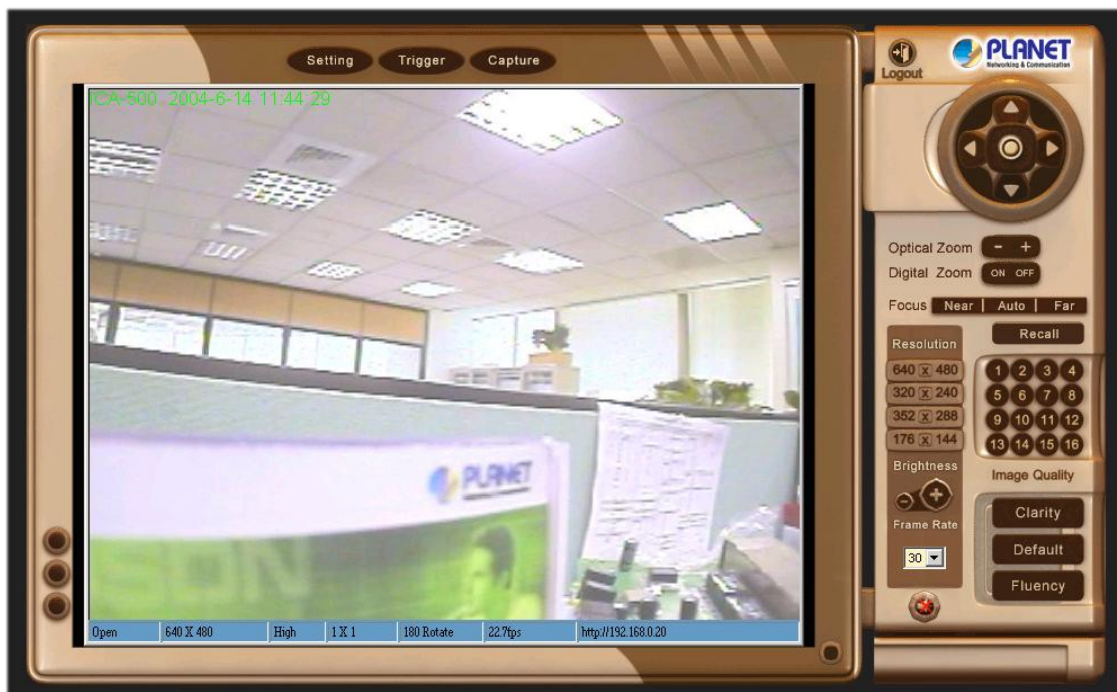 Setting Trigger Capture
Logout
PLANET
Networking & Communication
ICA-500 2004-6-14 11:44 29
Optical Zoom - +
Digital Zoom ON OFF
Focus Near | Auto | Far
Recall
Resolution
640 x 480
320 x 240
352 x 288
176 x 144
1 2 3 4
5 6 7 8
9 10 11 12
13 14 15 16
Brightness
- +
Frame Rate
30
Image Quality
Clarity
Default
Fluency
PLANET
Open 640 X 480 High 1 X 1 180 Rotate 22.7fps http://192.168.0.20